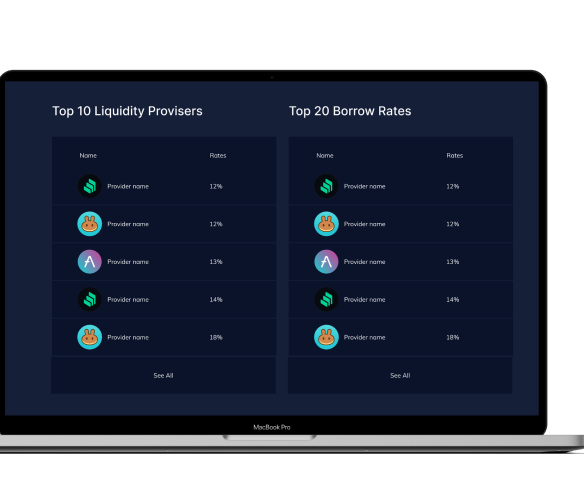 Top 10 Liquidity Provisers
Name Rates
Provider name 12%
Provider name 12%
Provider name 13%
Provider name 14%
Provider name 18%
See All
Top 20 Borrow Rates
Name Rates
Provider name 12%
Provider name 12%
Provider name 13%
Provider name 14%
Provider name 18%
See All
MacBook Pro